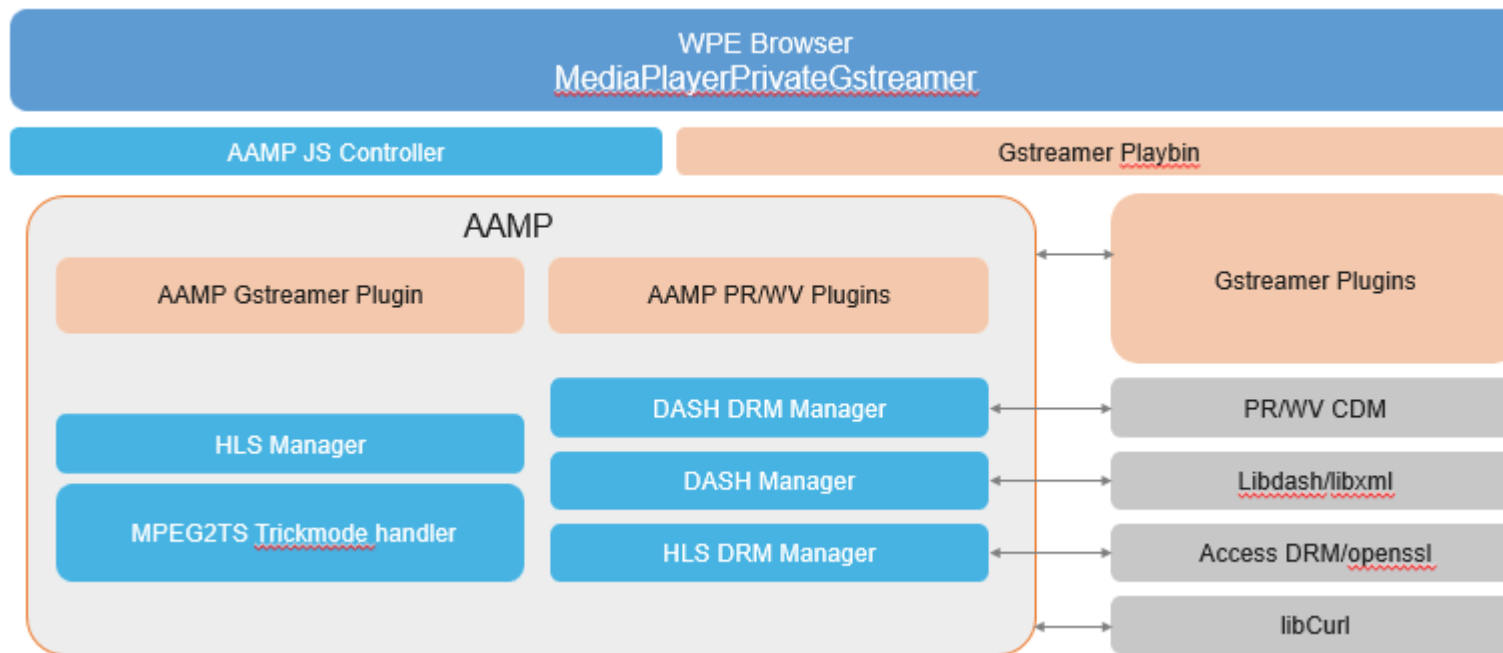 WPE Browser
MediaPlayerPrivateGstreamer
AAMP JS Controller
Gstreamer Playbin
AAMP
AAMP Gstreamer Plugin
AAMP PR/WV Plugins
Gstreamer Plugins
DASH DRM Manager
PR/WV CDM
HLS Manager
DASH Manager
Libdash/libxml
MPEG2TS Trickmode handler
HLS DRM Manager
Access DRM/openssl
libCurl